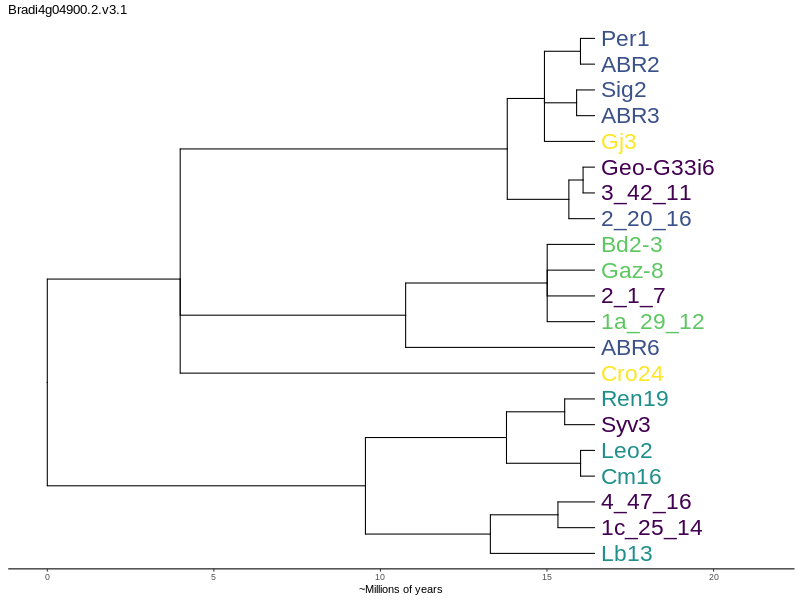 Bradi4g04900.2.v3.1
Per1
ABR2
Sig2
ABR3
Gj3
Geo-G33i6
3_42_11
2_20_16
Bd2-3
Gaz-8
2_1_7
1a_29_12
ABR6
Cro24
Ren19
Syv3
Leo2
Cm16
4_47_16
1c_25_14
Lb13
0 5 10 15 20
~Millions of years